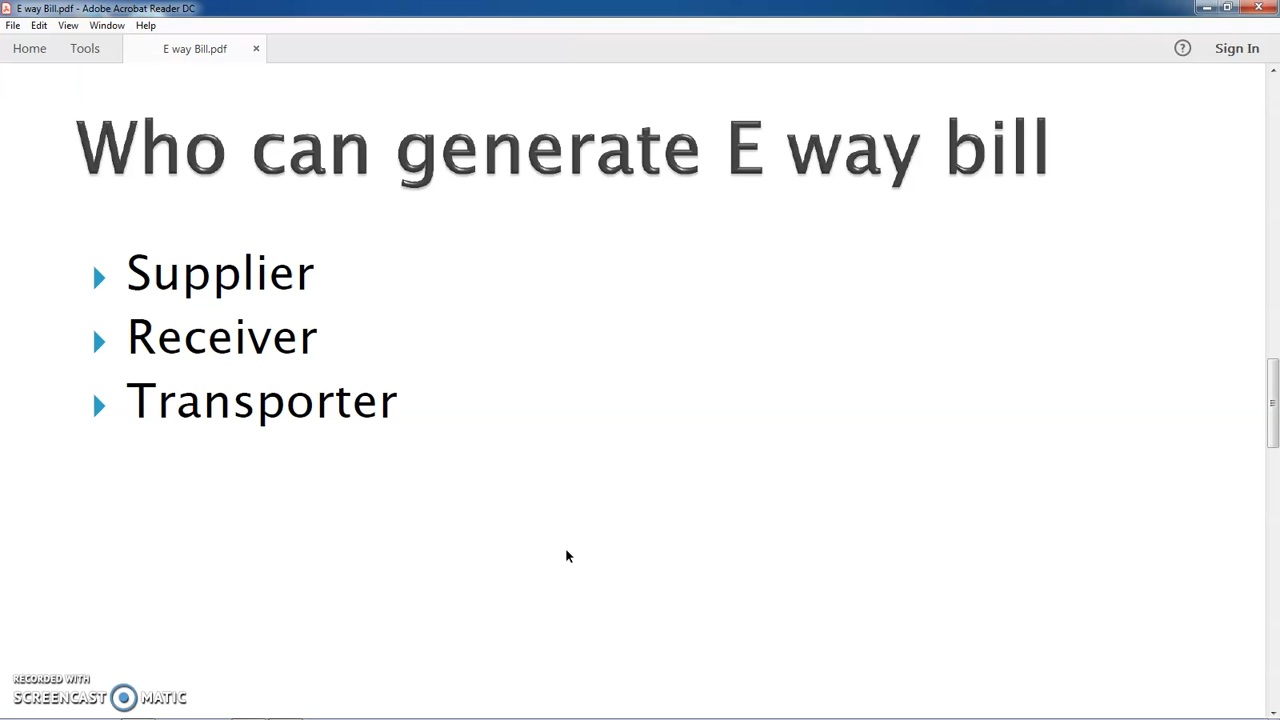 E way Bill.pdf - Adobe Acrobat Reader DC
File Edit View Window Help
Home Tools E way Bill.pdf × ? Sign In
Who can generate E way bill
Supplier
Receiver
Transporter
RECORDED WITH
SCREENCAST MATIC